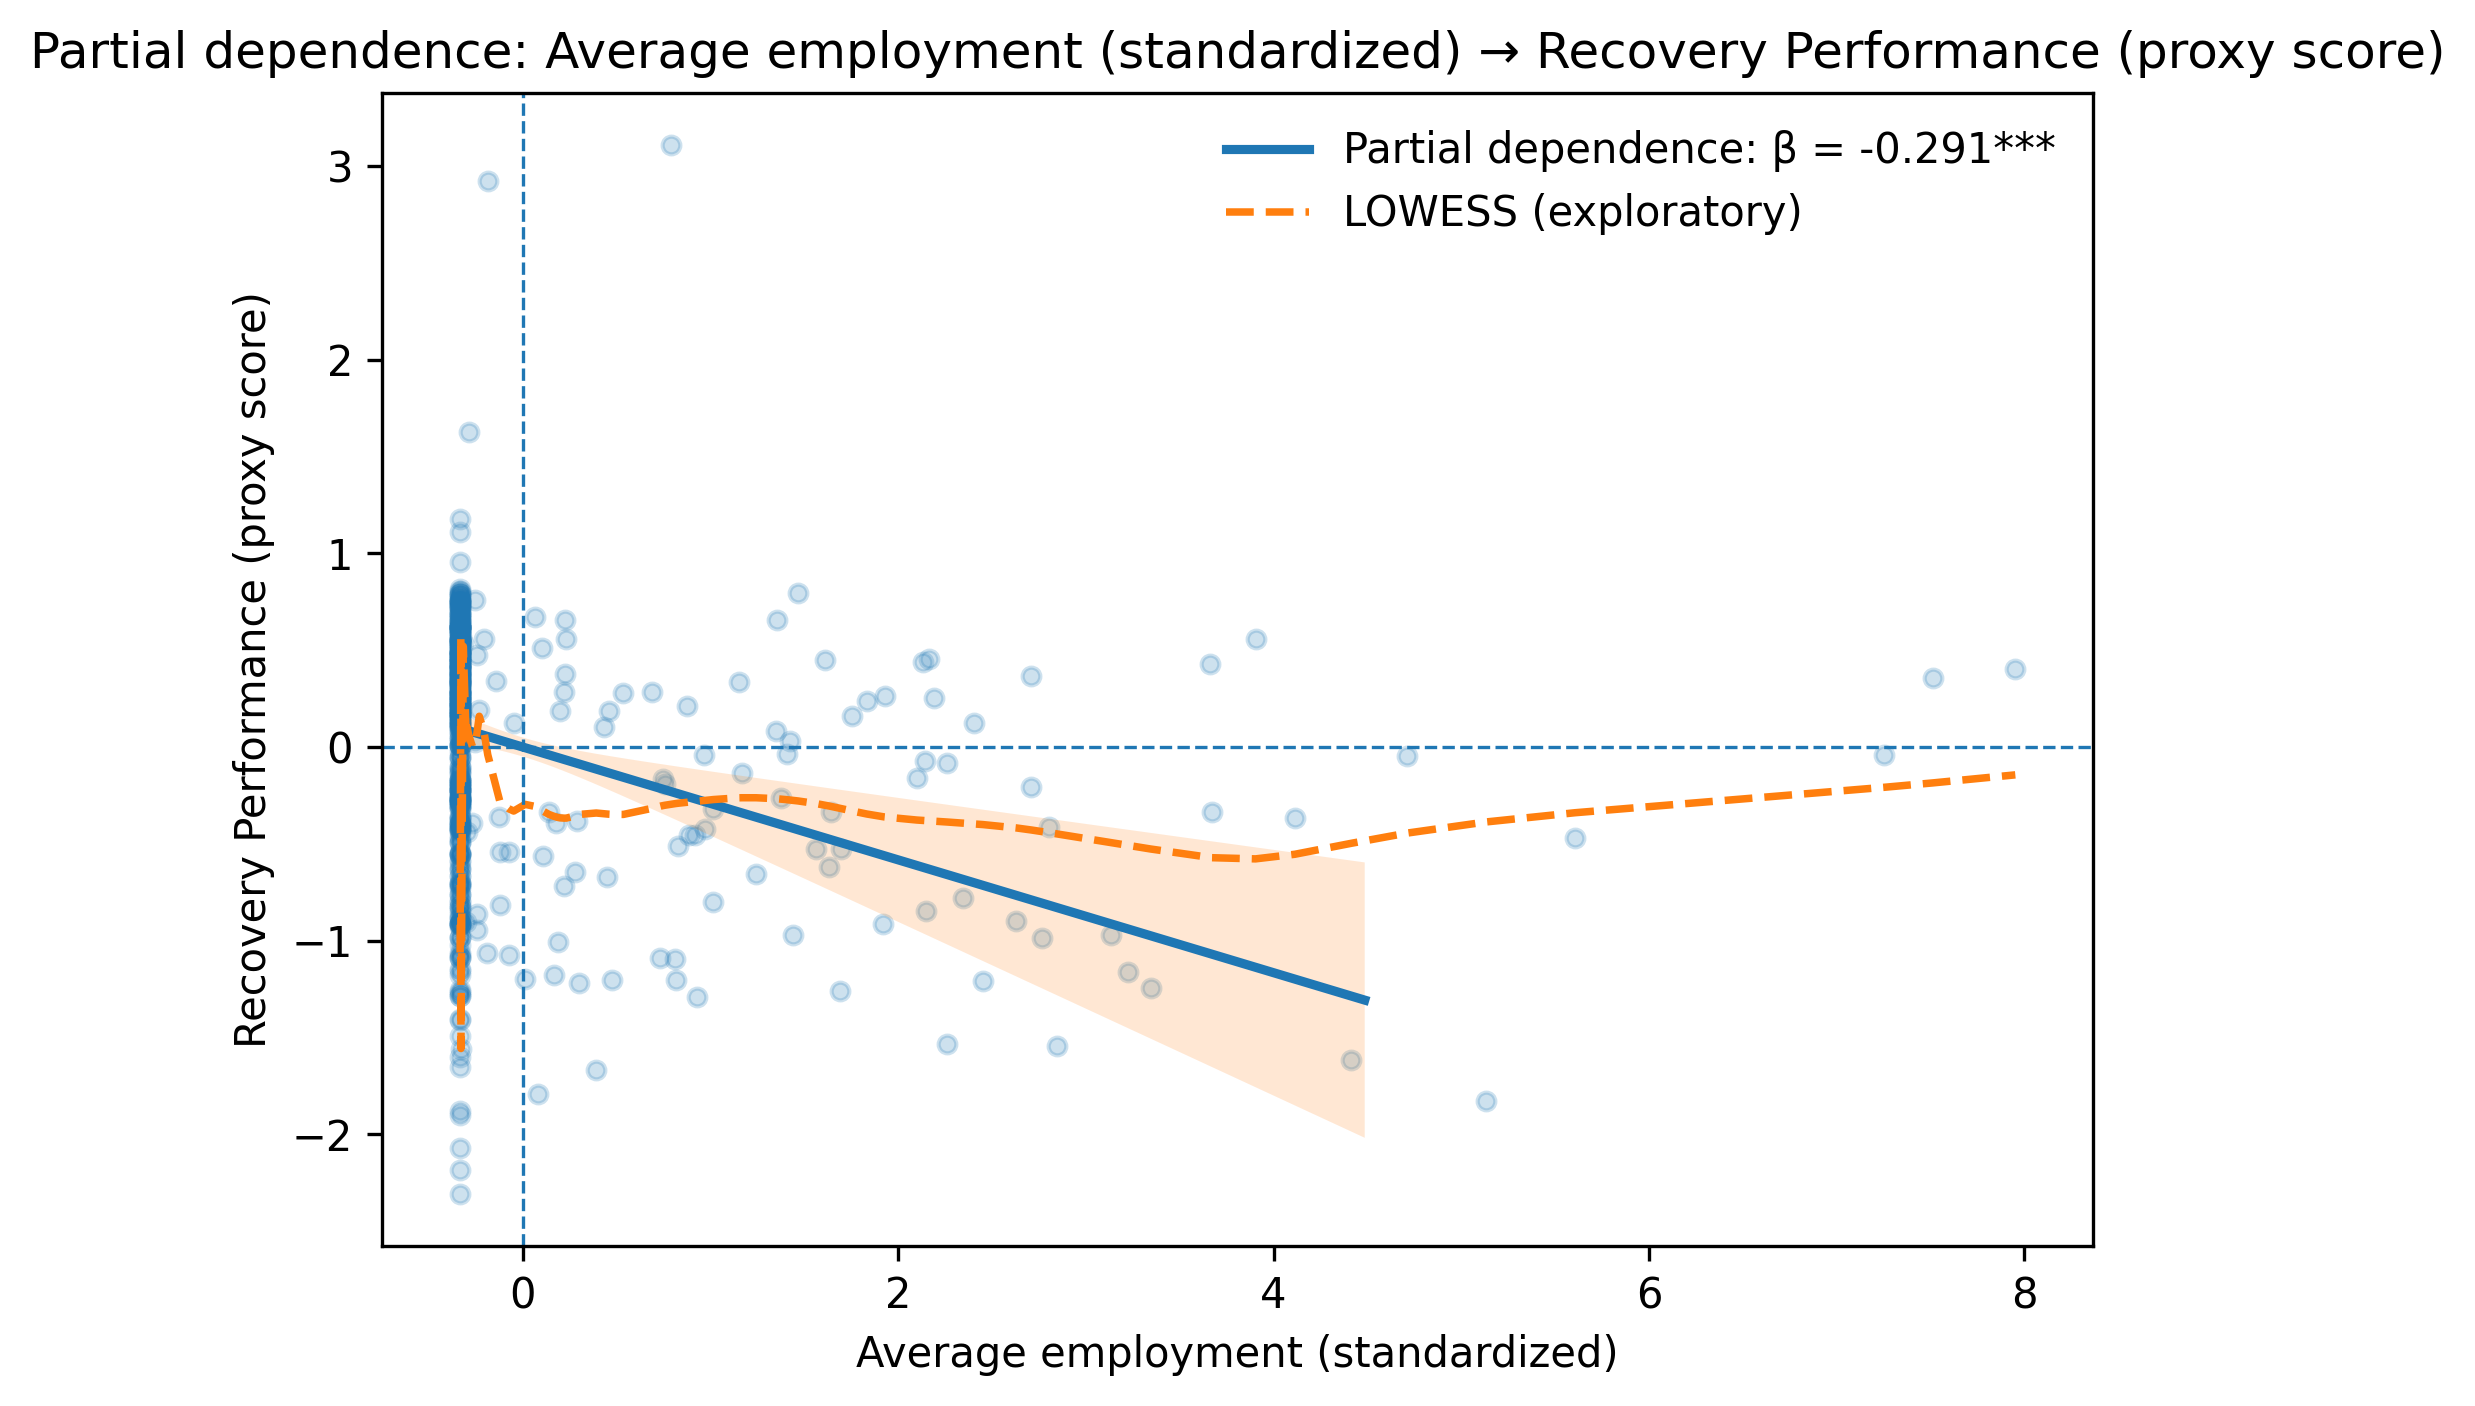 Partial dependence: Average employment (standardized) → Recovery Performance (proxy score)
Partial dependence: β = -0.291***
LOWESS (exploratory)
Recovery Performance (proxy score)
3
2
1
0
−1
−2
0 2 4 6 8
Average employment (standardized)